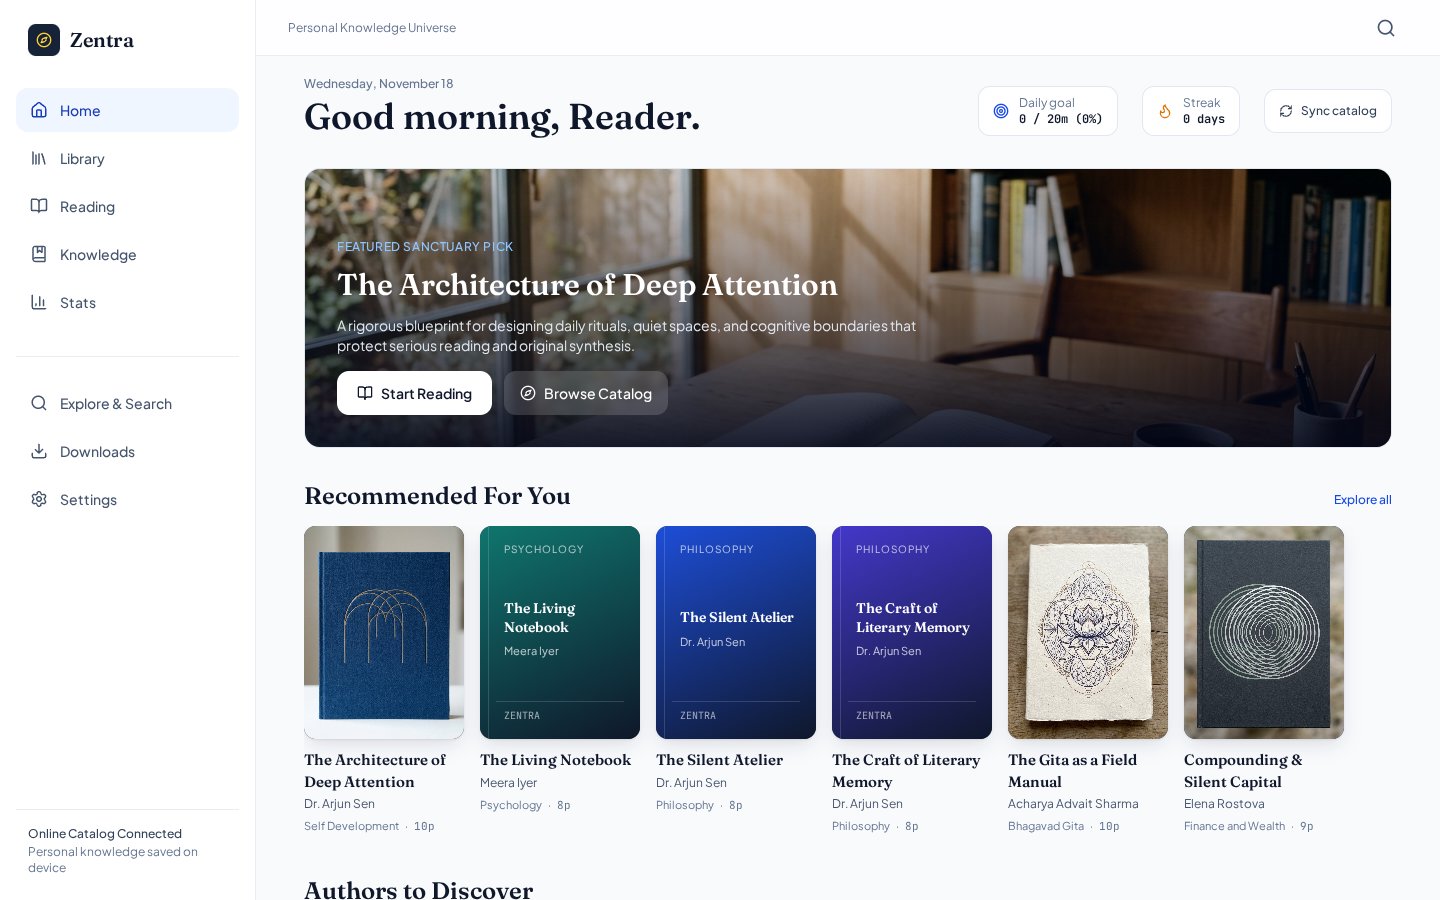 Zentra
Home
Library
Reading
Knowledge
Stats
Explore & Search
Downloads
Settings
Online Catalog Connected
Personal knowledge saved on
device
Personal Knowledge Universe
Wednesday, November 18
Good morning, Reader.
Daily goal
0 / 20m (0%)
Streak
0 days
Sync catalog
FEATURED SANCTUARY PICK
The Architecture of Deep Attention
A rigorous blueprint for designing daily rituals, quiet spaces, and cognitive boundaries that
protect serious reading and original synthesis.
Start Reading
Browse Catalog
Recommended For You
Explore all
The Architecture of
Deep Attention
Dr. Arjun Sen
Self Development · 10p
PSYCHOLOGY
The Living
Notebook
Meera Iyer
ZENTRA
The Living Notebook
Meera Iyer
Psychology · 8p
PHILOSOPHY
The Silent Atelier
Dr. Arjun Sen
ZENTRA
The Silent Atelier
Dr. Arjun Sen
Philosophy · 8p
PHILOSOPHY
The Craft of
Literary Memory
Dr. Arjun Sen
ZENTRA
The Craft of Literary
Memory
Dr. Arjun Sen
Philosophy · 8p
The Gita as a Field
Manual
Acharya Advait Sharma
Bhagavad Gita · 10p
Compounding &
Silent Capital
Elena Rostova
Finance and Wealth · 9p
Authors to Discover